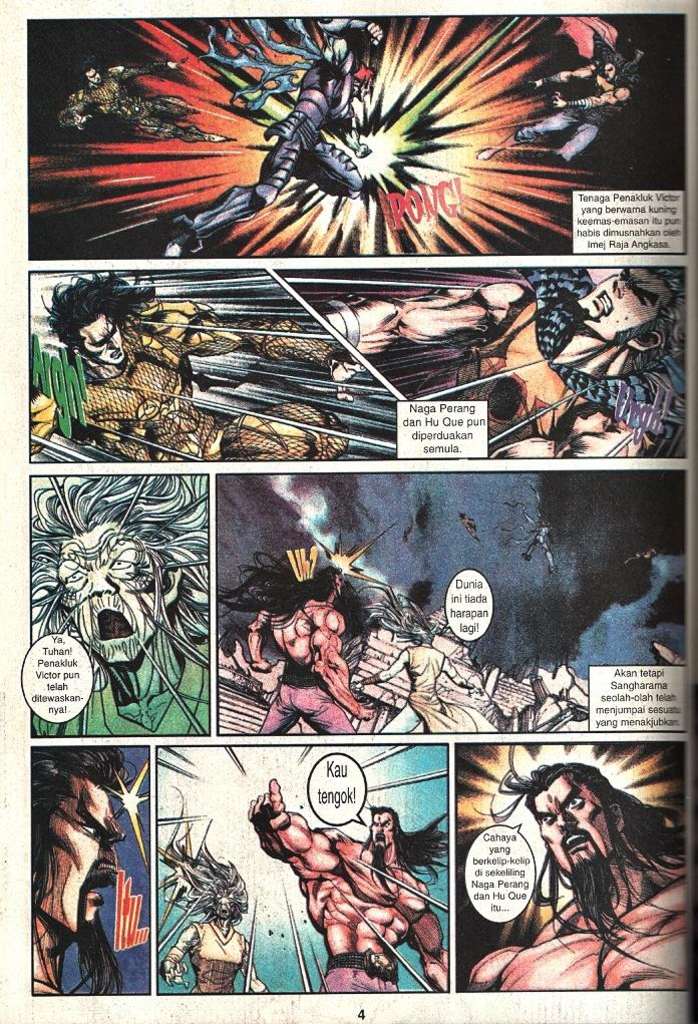 PONG!
Tenaga Penakluk Victor
yang berwarna kuning
keemas-emasan itu pun
habis dimusnahkan oleh
Imej Raja Angkasa.
Naga Perang
dan Hu Que pun
diperduakan
semula.
Ya,
Tuhan!
Penakluk
Victor pun
telah
ditewaskan-
nya!
Dunia
ini tiada
harapan
lagi!
Akan tetapi
Sangharama
seolah-olah telah
menjumpai sesuatu
yang menakjubkan.
Kau
tengok!
Cahaya
yang
berkelip-kelip
di sekeliling
Naga Perang
dan Hu Que
itu...
4